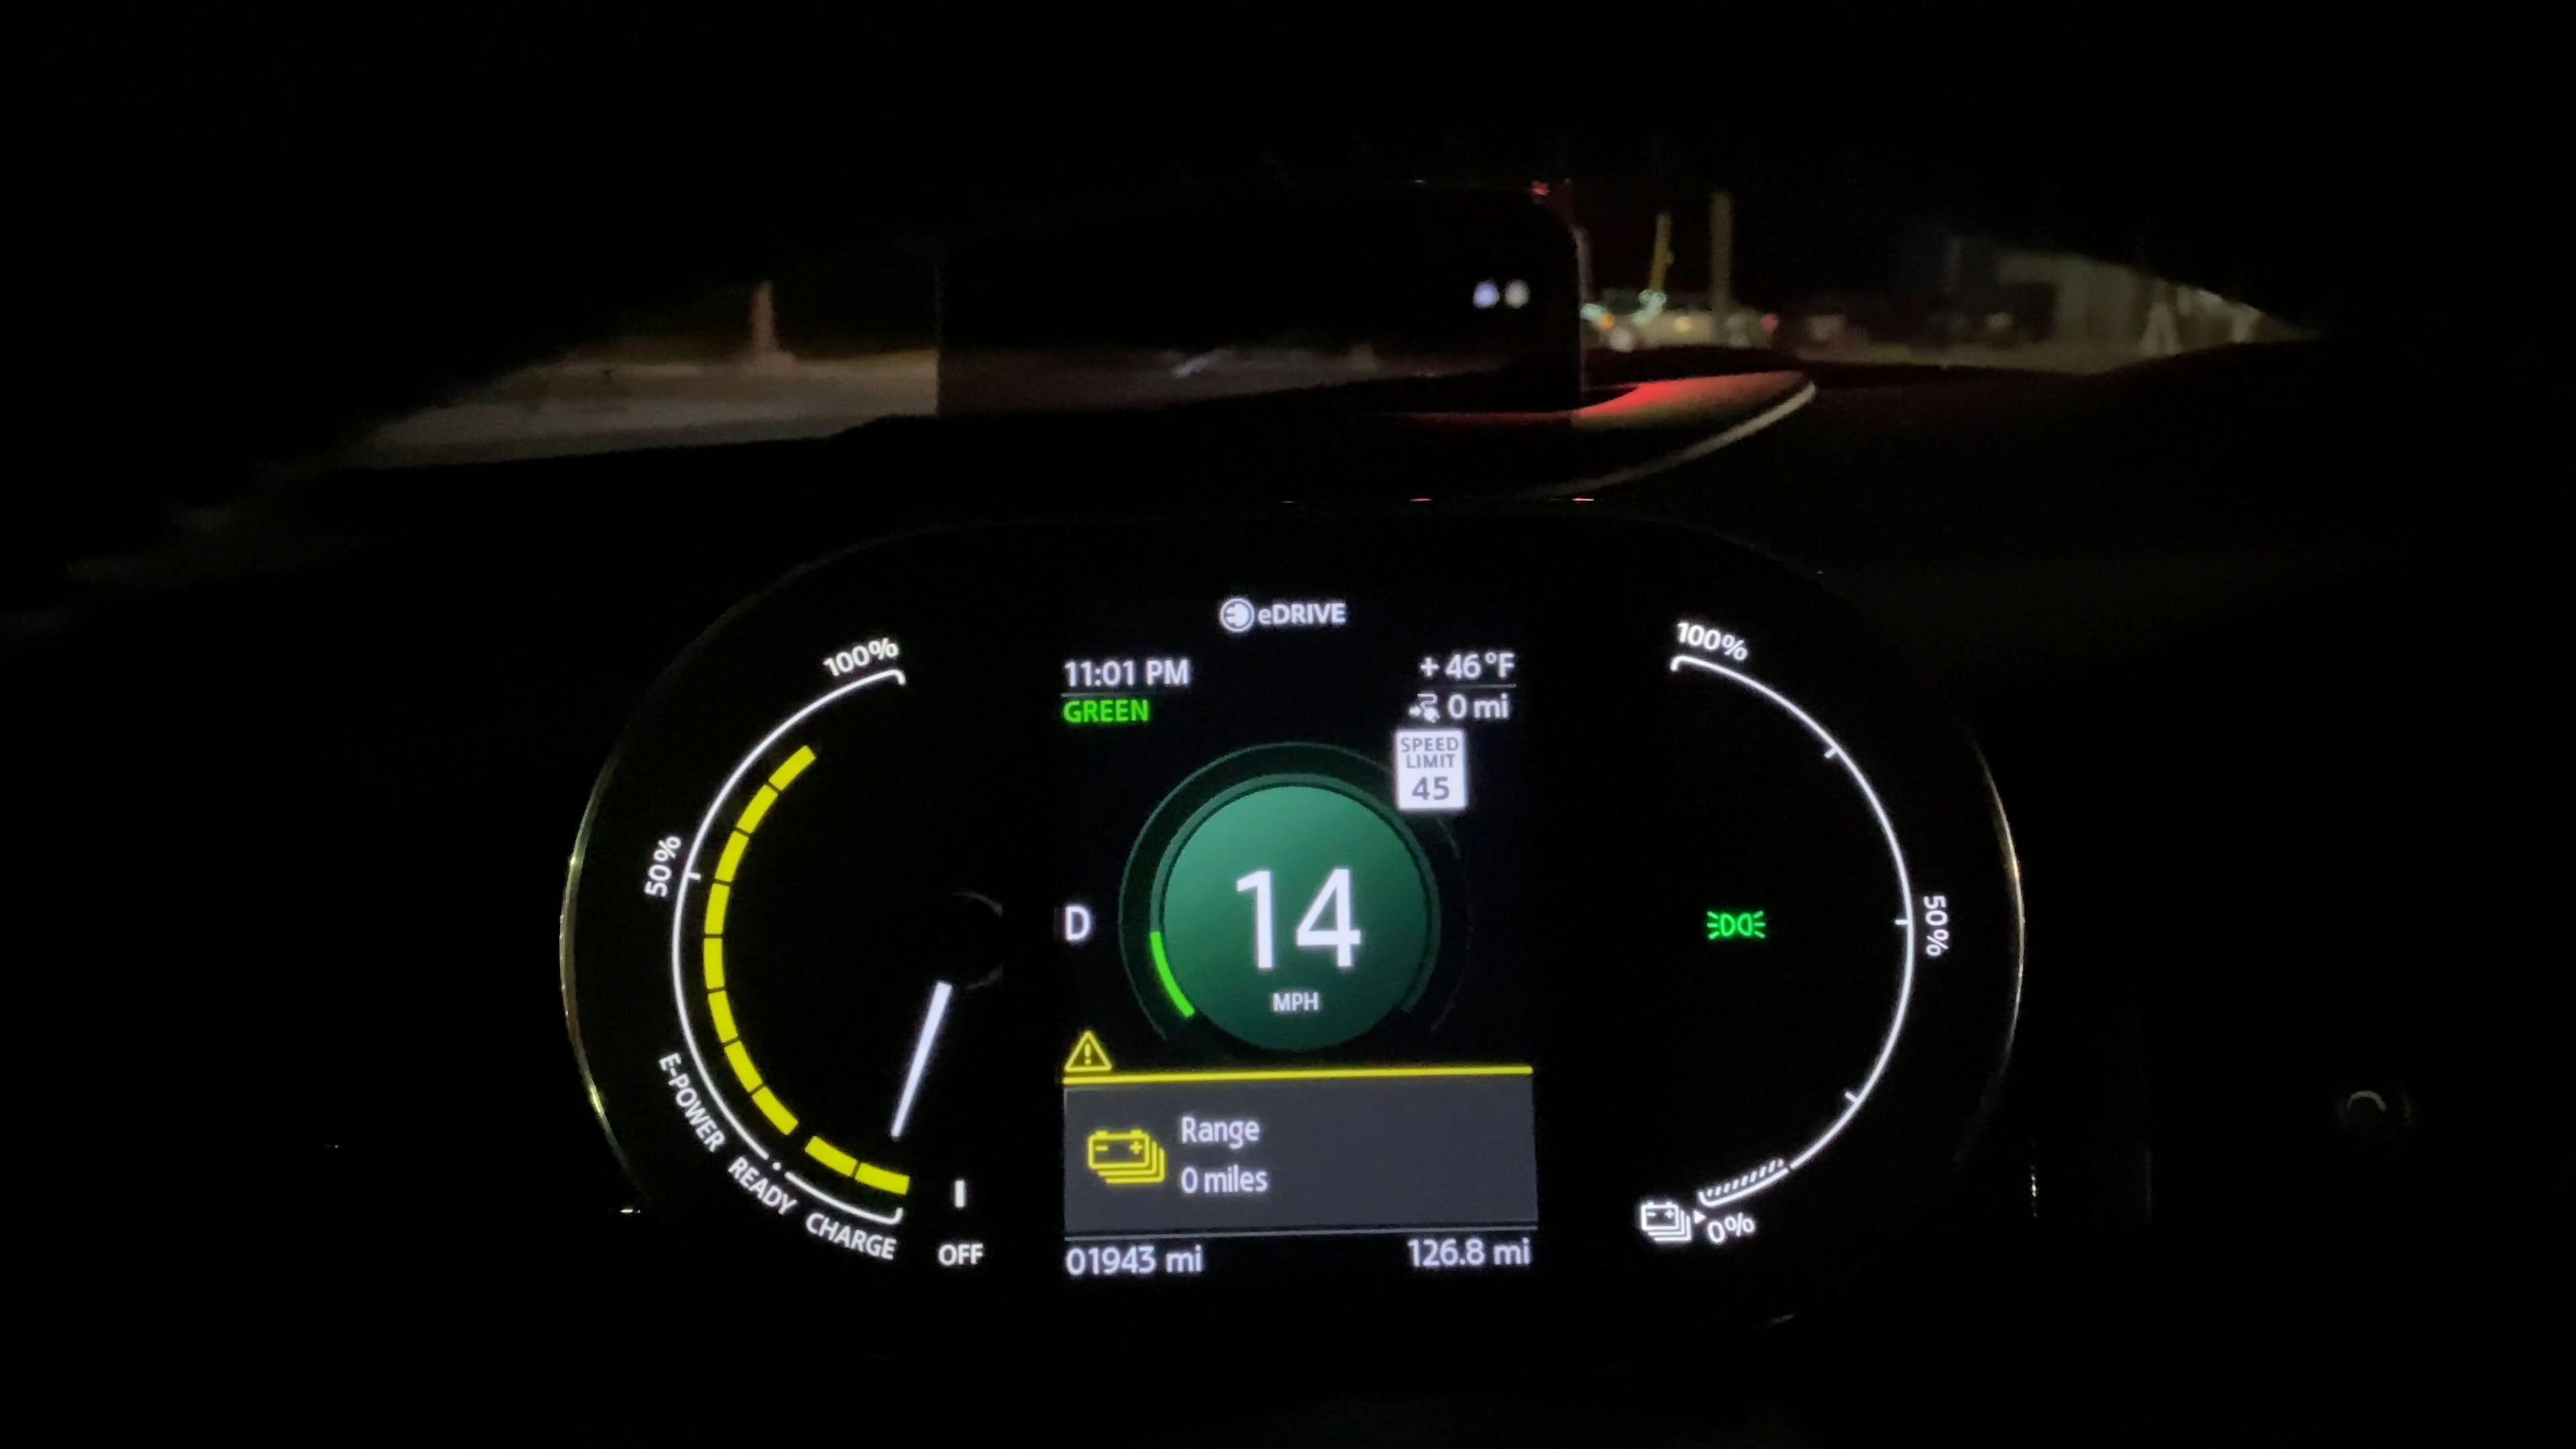 eDRIVE
11:01 PM
+ 46 °F
GREEN
0 mi
SPEED
LIMIT
45
14
MPH
D
Range
0 miles
01943 mi
126.8 mi
100%
50%
E-POWER
READY
CHARGE
OFF
100%
50%
0%